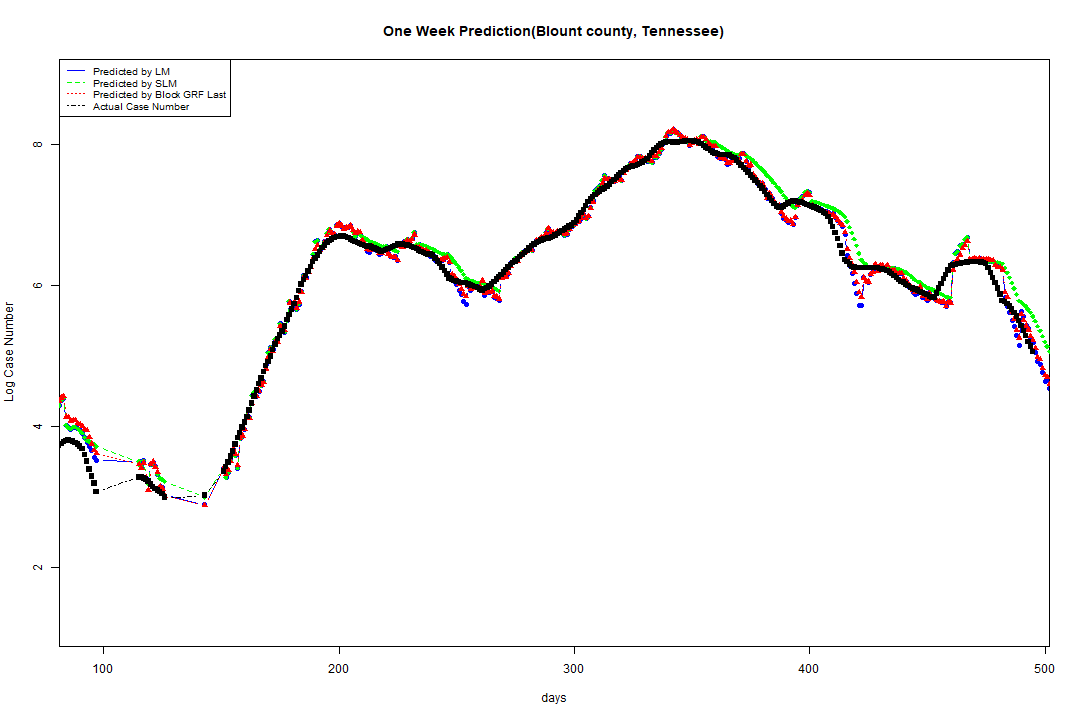 One Week Prediction(Blount county, Tennessee)
Predicted by LM
Predicted by SLM
Predicted by Block GRF Last
Actual Case Number
8
6
4
2
Log Case Number
100 200 300 400 500
days